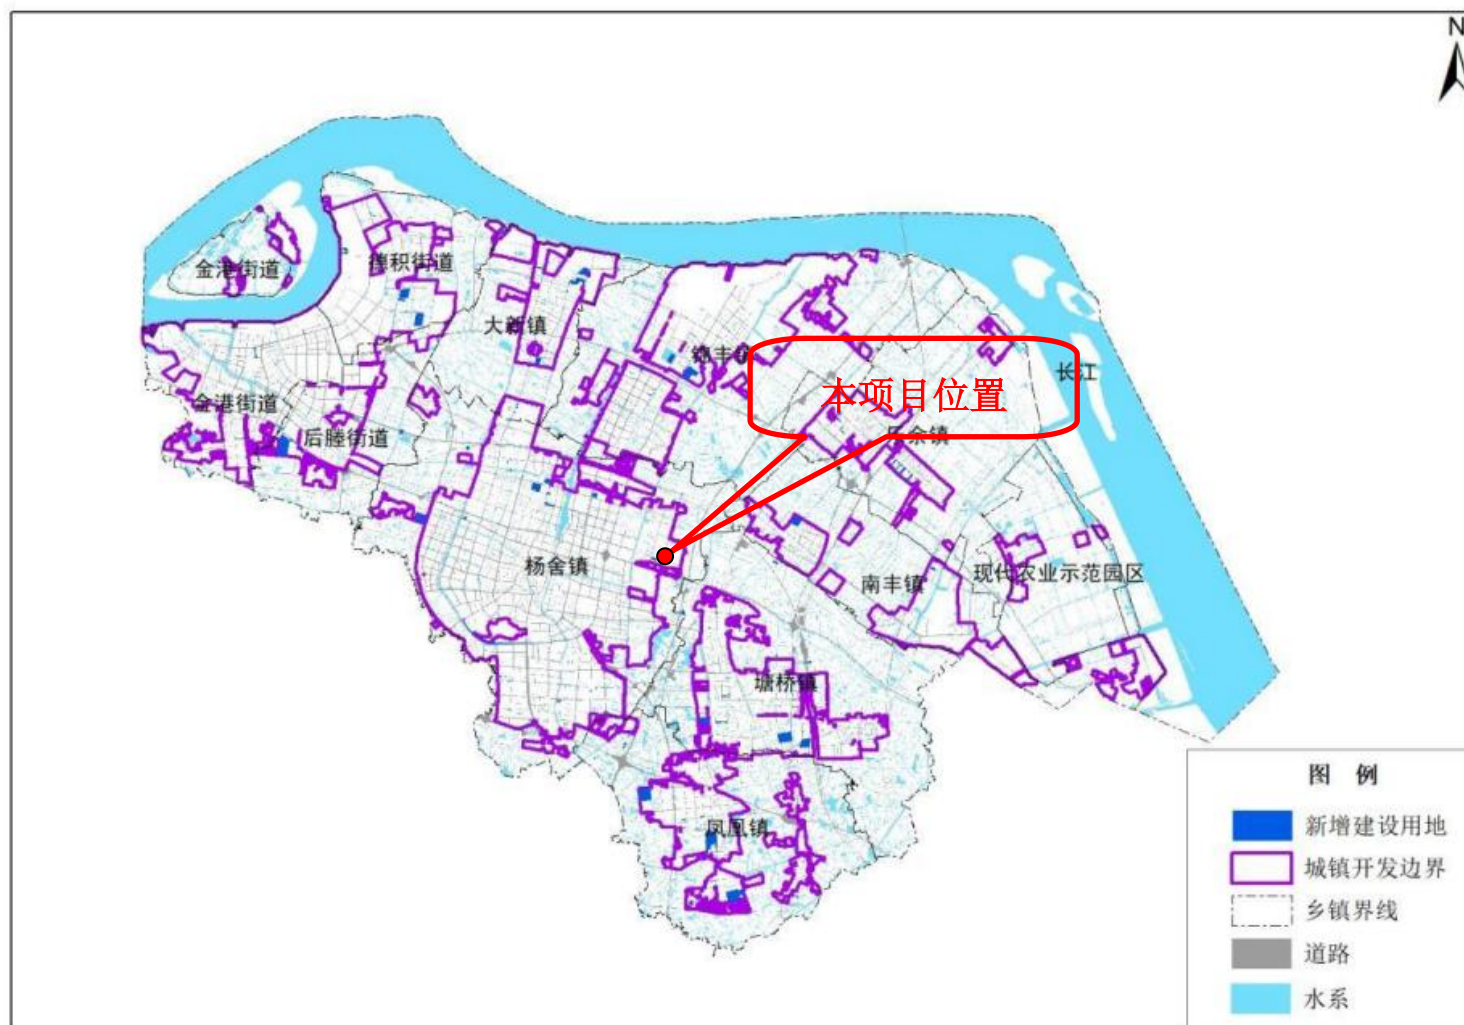 N
金港街道
德积街道
大新镇
锦丰镇
长江
本项目位置
金港街道
后塍街道
乐余镇
杨舍镇
南丰镇
现代农业示范园区
塘桥镇
凤凰镇
图 例
新增建设用地
城镇开发边界
乡镇界线
道路
水系